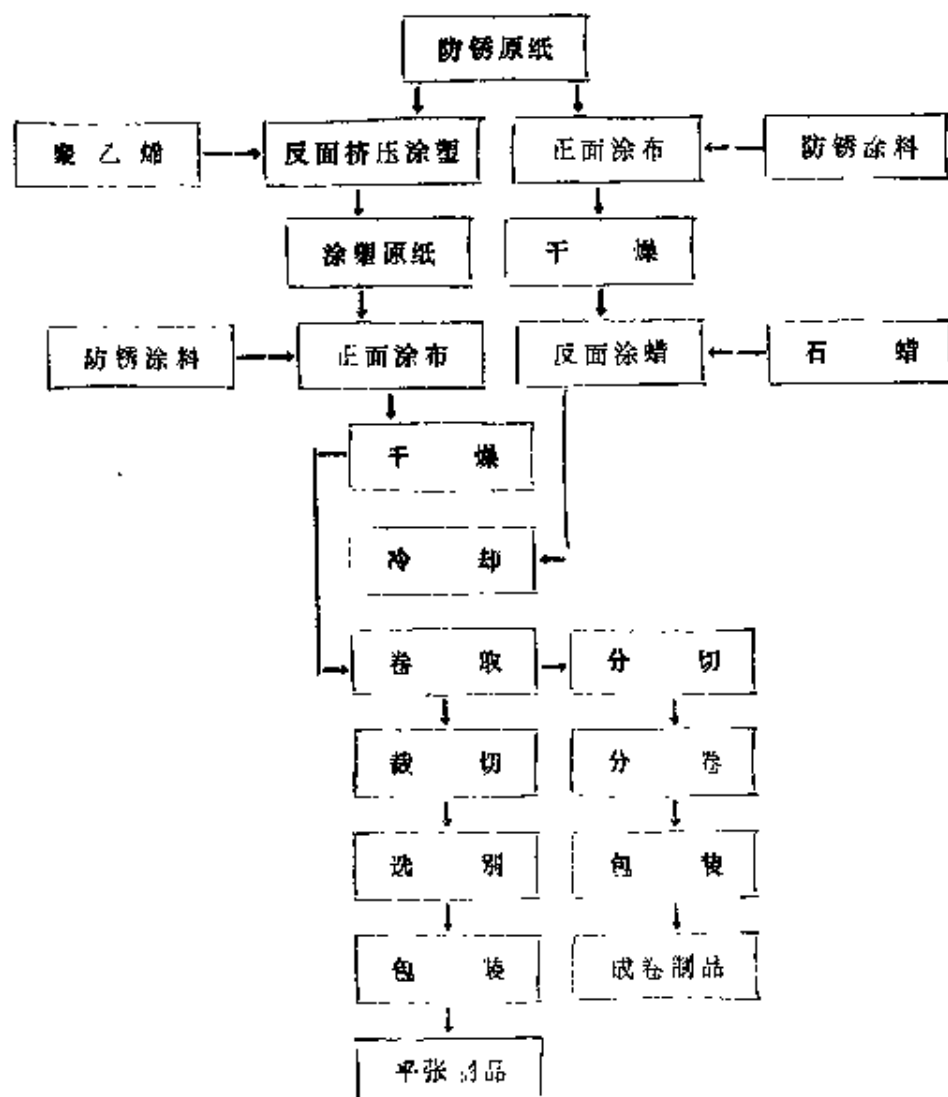 防锈原纸
聚乙烯 反面挤压涂塑 正面涂布 防锈涂料
涂塑原纸 干燥
防锈涂料 正面涂布 反面涂蜡 石蜡
干燥
冷却
卷取 分切
裁切 分卷
选别 包装
包装 成卷制品
平张制品